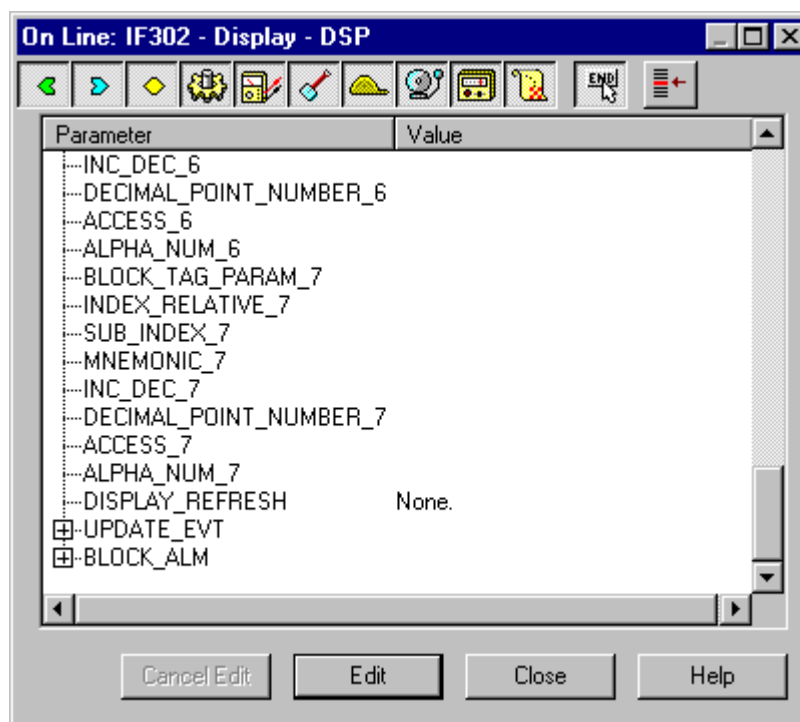 On Line: IF302 - Display - DSP
END
Parameter Value
INC_DEC_6
DECIMAL_POINT_NUMBER_6
ACCESS_6
ALPHA_NUM_6
BLOCK_TAG_PARAM_7
INDEX_RELATIVE_7
SUB_INDEX_7
MNEMONIC_7
INC_DEC_7
DECIMAL_POINT_NUMBER_7
ACCESS_7
ALPHA_NUM_7
DISPLAY_REFRESH None.
UPDATE_EVT
BLOCK_ALM
Cancel Edit Edit Close Help